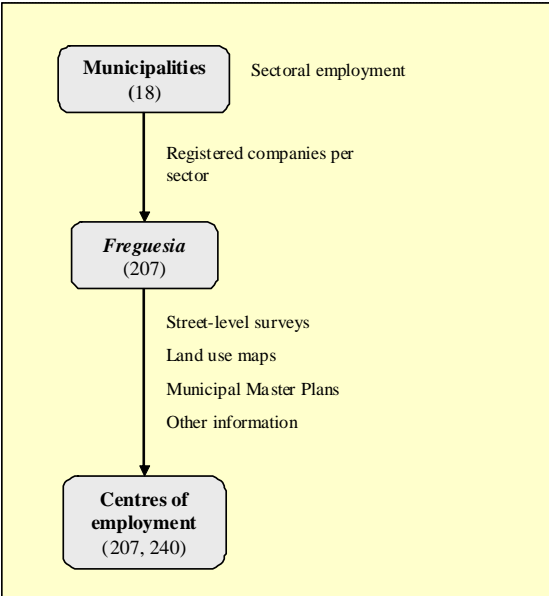 Municipalities
(18)
Sectoral employment
Registered companies per
sector
Freguesia
(207)
Street-level surveys
Land use maps
Municipal Master Plans
Other information
Centres of
employment
(207, 240)